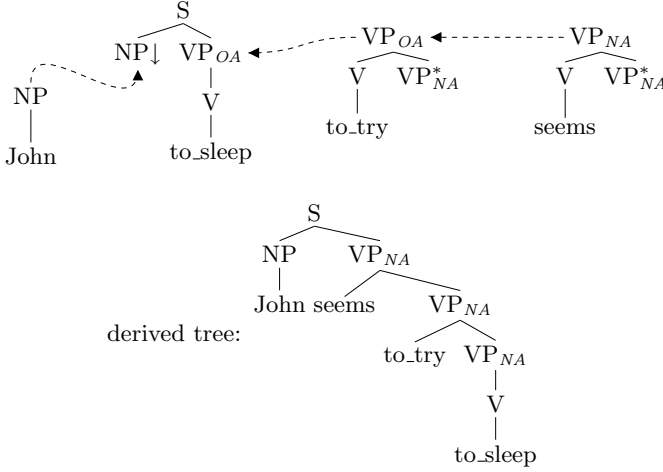 S
NP↓ VP_OA VP_OA VP_NA
NP V V VP*_NA V VP*_NA
John to_sleep to_try seems
S
NP VP_NA
John seems VP_NA
derived tree:
to_try VP_NA
V
to_sleep